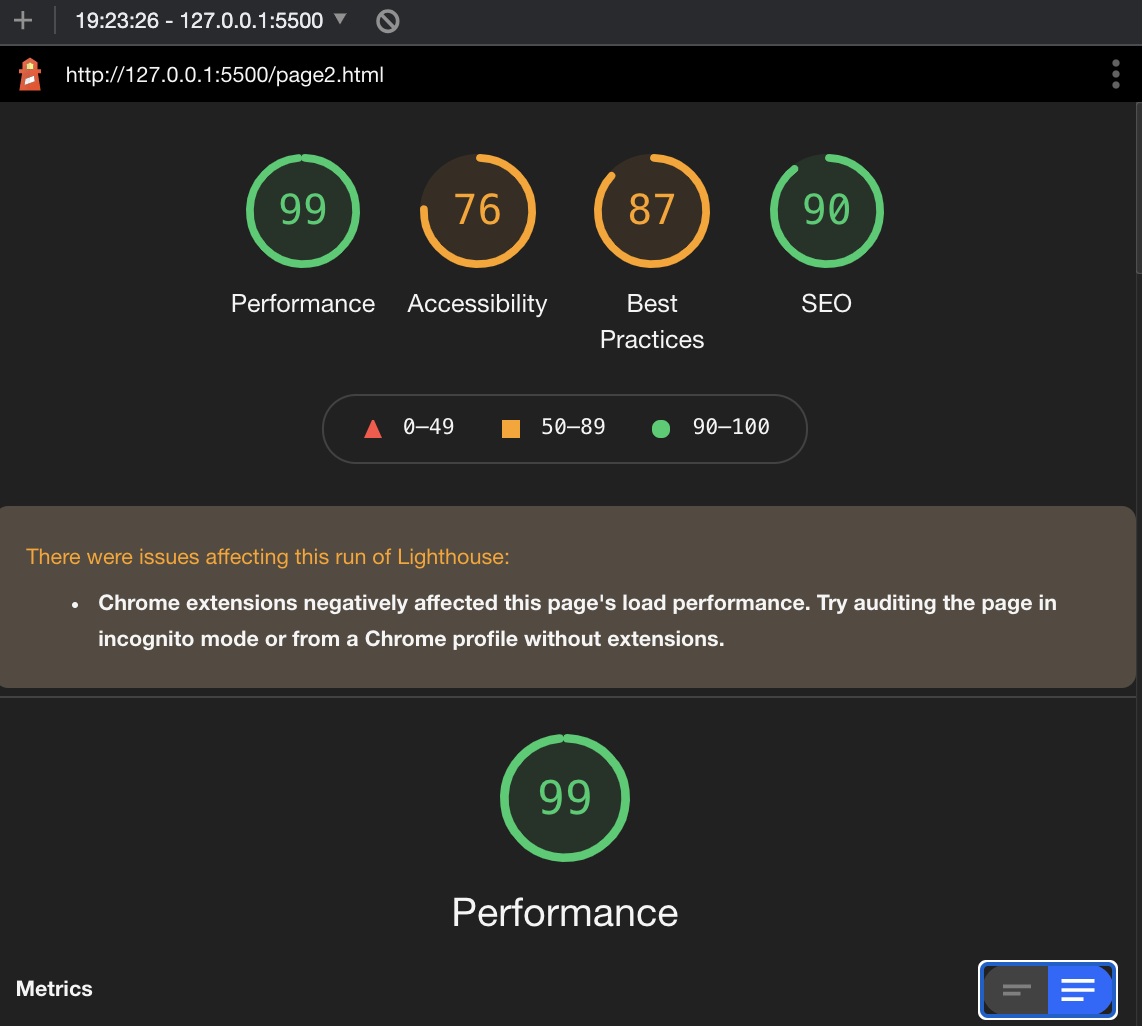 19:23:26 - 127.0.0.1:5500
http://127.0.0.1:5500/page2.html
99
76
87
90
Performance
Accessibility
Best
Practices
SEO
0–49
50–89
90–100
There were issues affecting this run of Lighthouse:
• Chrome extensions negatively affected this page's load performance. Try auditing the page in
incognito mode or from a Chrome profile without extensions.
99
Performance
Metrics